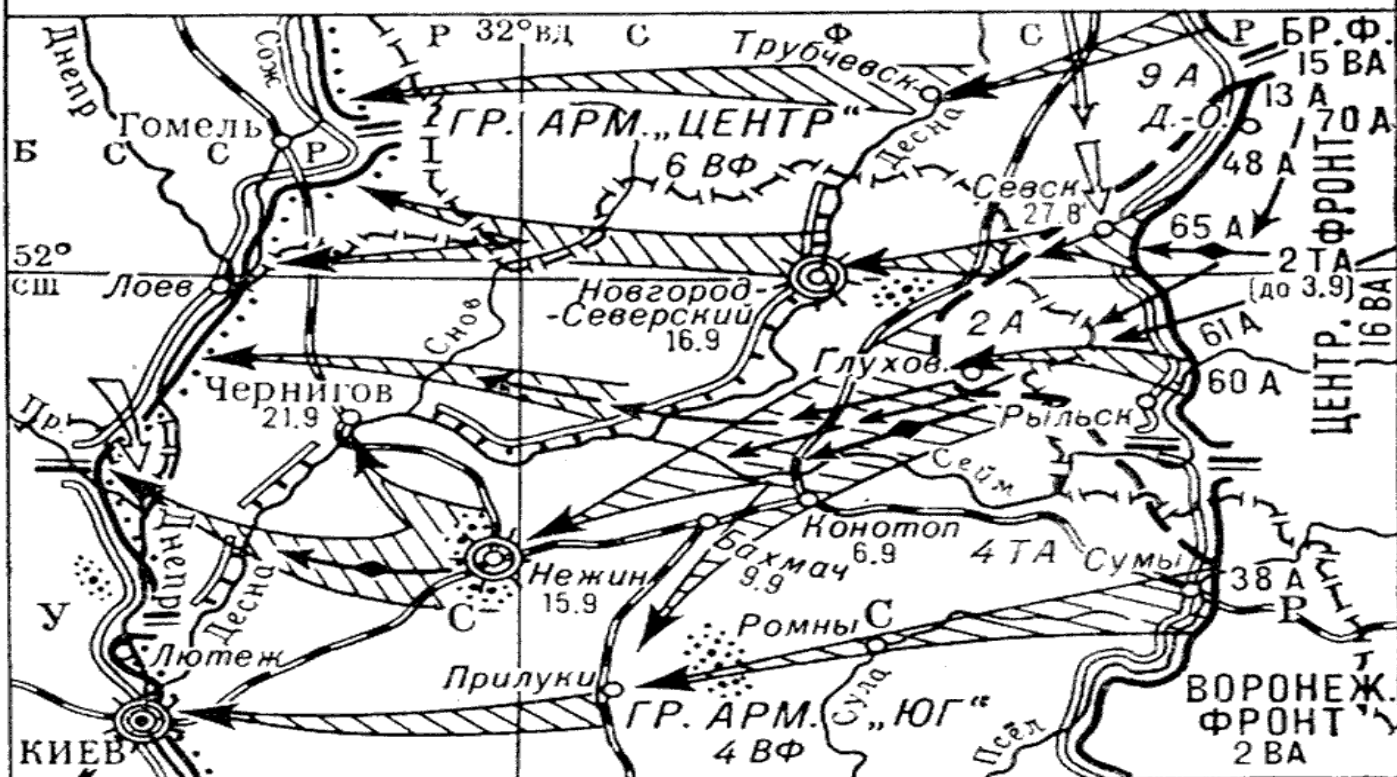 Днепр
Сож
Р 32° ВД С Ф С Р
Трубчевск
БР. Ф.
15 ВА
9 А
13 А
Д.-О.
70 А
48 А
Гомель
ГР. АРМ. „ЦЕНТР"
6 ВФ
Десна
Б С С Р
Севск
27.8
65 А
ЦЕНТР. ФРОНТ
16 ВА
2 ТА
(до 3.9)
61 А
52°
СШ
Лоев
Новгород-
-Северский
16.9
Снов
2 А
Глухов
60 А
Чернигов
21.9
Рыльск
Пр.
Сейм
Конотоп
6.9
4 ТА
Бахмач
9.9
Сумы
38 А
Днепр
Десна
Нежин
15.9
У С С Р
Лютеж
Ромны
Прилуки
Сула
ГР. АРМ. „ЮГ"
4 ВФ
Псёл
ВОРОНЕЖ.
ФРОНТ
2 ВА
КИЕВ